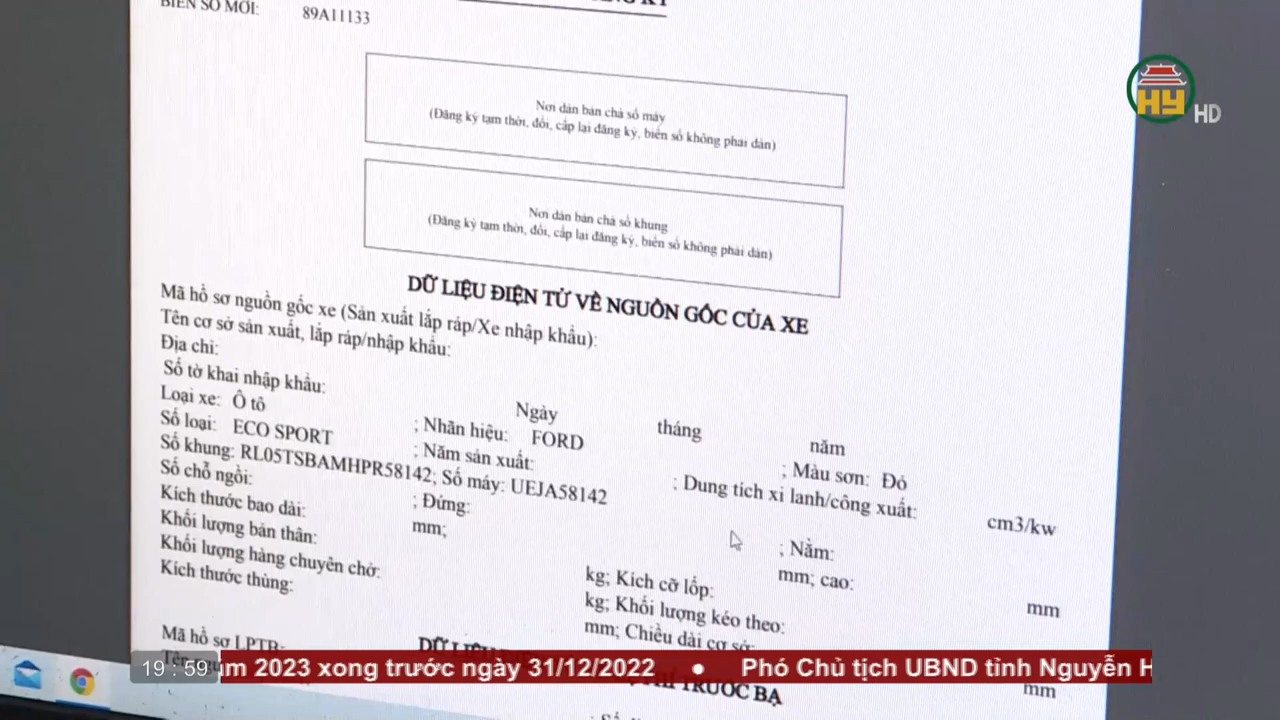 BIỂN SỐ MỚI: 89A11133
Nơi dán bản chà số máy
(Đăng ký tạm thời, đổi, cấp lại đăng ký, biển số không phải dán)
Nơi dán bản chà số khung
(Đăng ký tạm thời, đổi, cấp lại đăng ký, biển số không phải dán)
DỮ LIỆU ĐIỆN TỬ VỀ NGUỒN GỐC CỦA XE
Mã hồ sơ nguồn gốc xe (Sản xuất lắp ráp/Xe nhập khẩu):
Tên cơ sở sản xuất, lắp ráp/nhập khẩu:
Địa chỉ:
Số tờ khai nhập khẩu: Ngày tháng năm
Loại xe: Ô tô ; Nhãn hiệu: FORD ; Màu sơn: Đỏ
Số loại: ECO SPORT ; Năm sản xuất: ; Dung tích xi lanh/công xuất: cm3/kw
Số khung: RL05TSBAMHPR58142; Số máy: UEJA58142
Số chỗ ngồi: ; Đứng: ; Nằm:
Kích thước bao dài: mm; mm; cao: mm
Khối lượng bản thân: kg; Kích cỡ lốp:
Khối lượng hàng chuyên chở: kg; Khối lượng kéo theo:
Kích thước thùng: mm; Chiều dài cơ sở: mm
Mã hồ sơ LPTB:
TRƯỚC BẠ
HY HD
19:59
2023 xong trước ngày 31/12/2022 • Phó Chủ tịch UBND tỉnh Nguyễn H